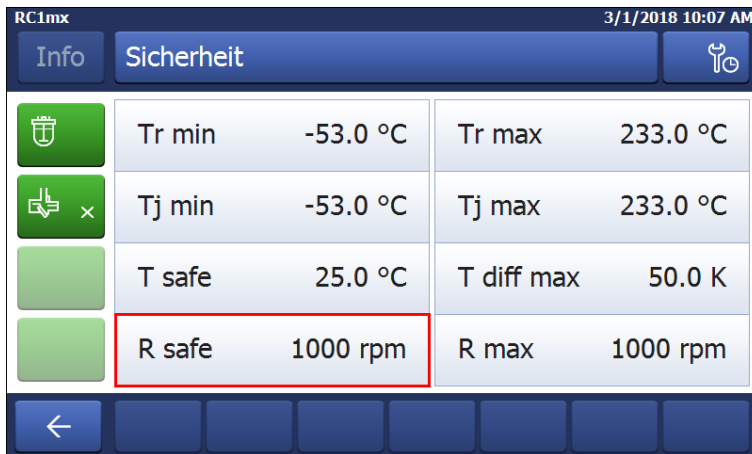 RC1mx 3/1/2018 10:07 AM
Info Sicherheit
Tr min -53.0 °C Tr max 233.0 °C
Tj min -53.0 °C Tj max 233.0 °C
T safe 25.0 °C T diff max 50.0 K
R safe 1000 rpm R max 1000 rpm